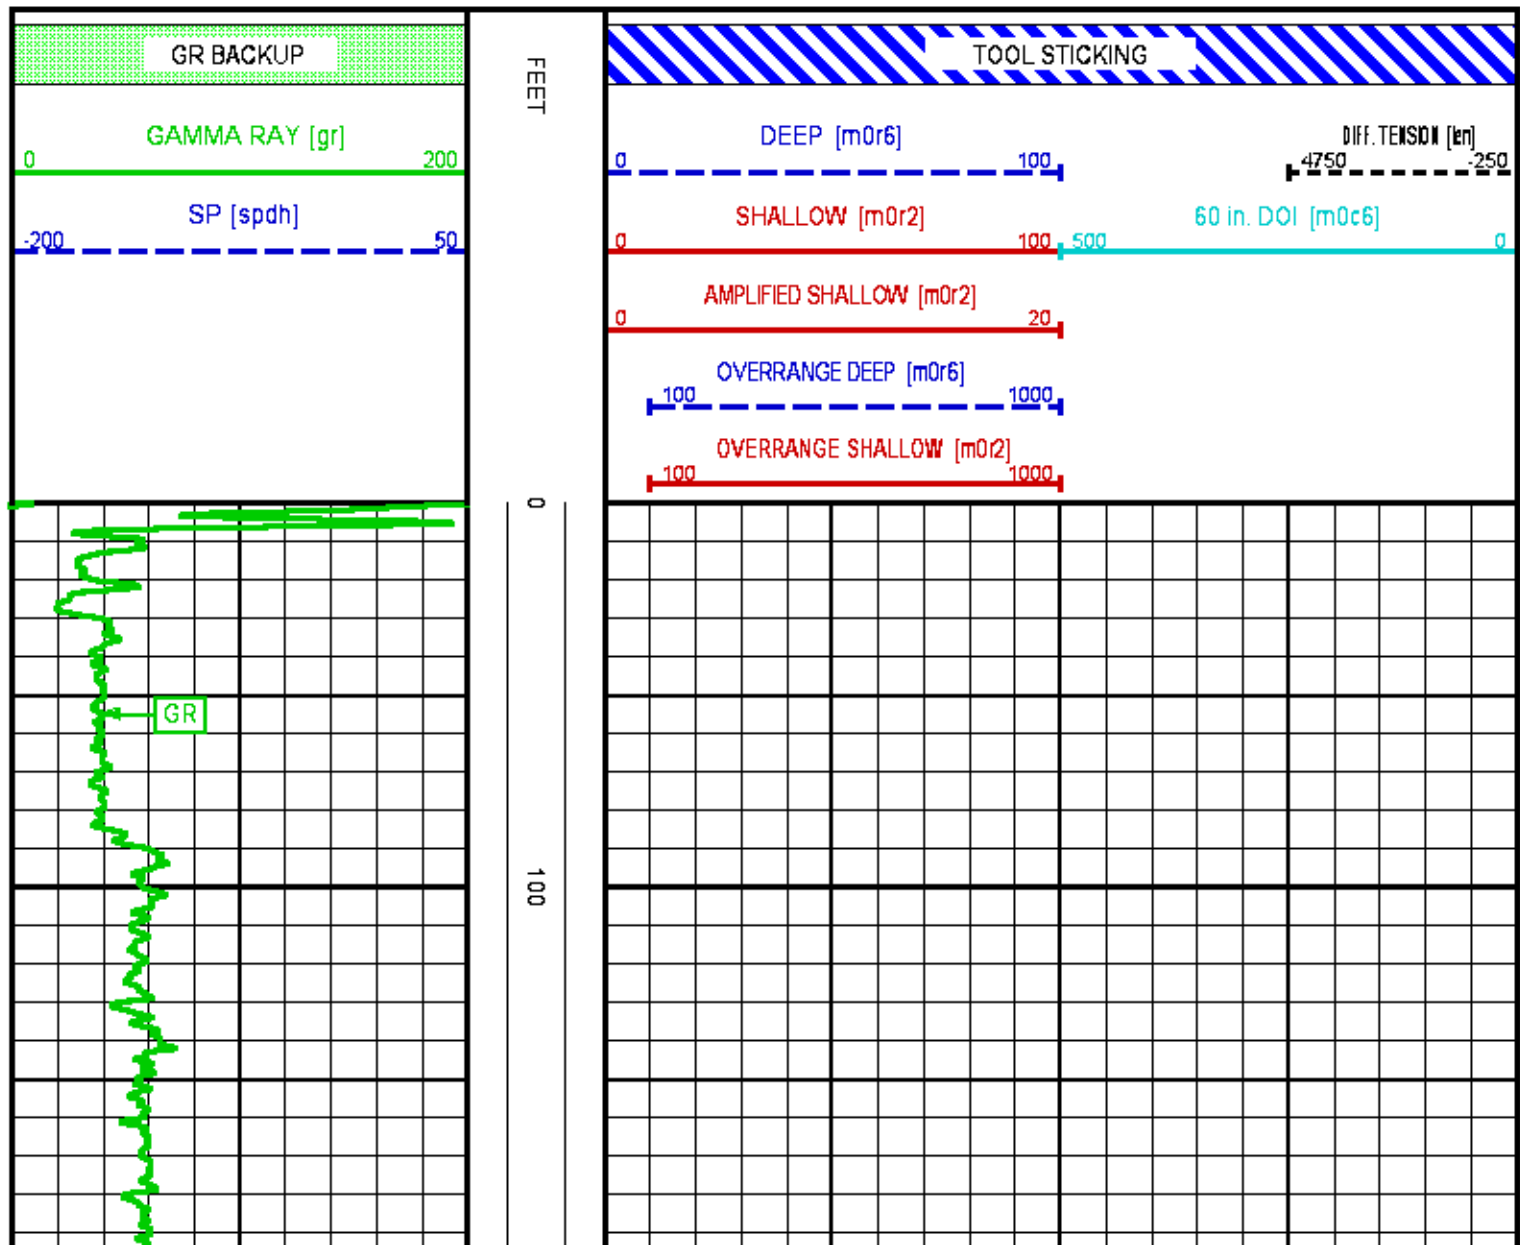 GR BACKUP
GAMMA RAY [gr]
0 200
SP [spdh]
-200 50
FEET
TOOL STICKING
DEEP [m0r6]
0 100
DIFF. TENSION [ten]
4750 -250
SHALLOW [m0r2]
0 100
60 in. DOI [m0c6]
500 0
AMPLIFIED SHALLOW [m0r2]
0 20
OVERRANGE DEEP [m0r6]
100 1000
OVERRANGE SHALLOW [m0r2]
100 1000
0
GR
100